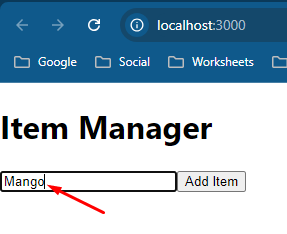 localhost:3000
Google Social Worksheets
Item Manager
Mango Add Item